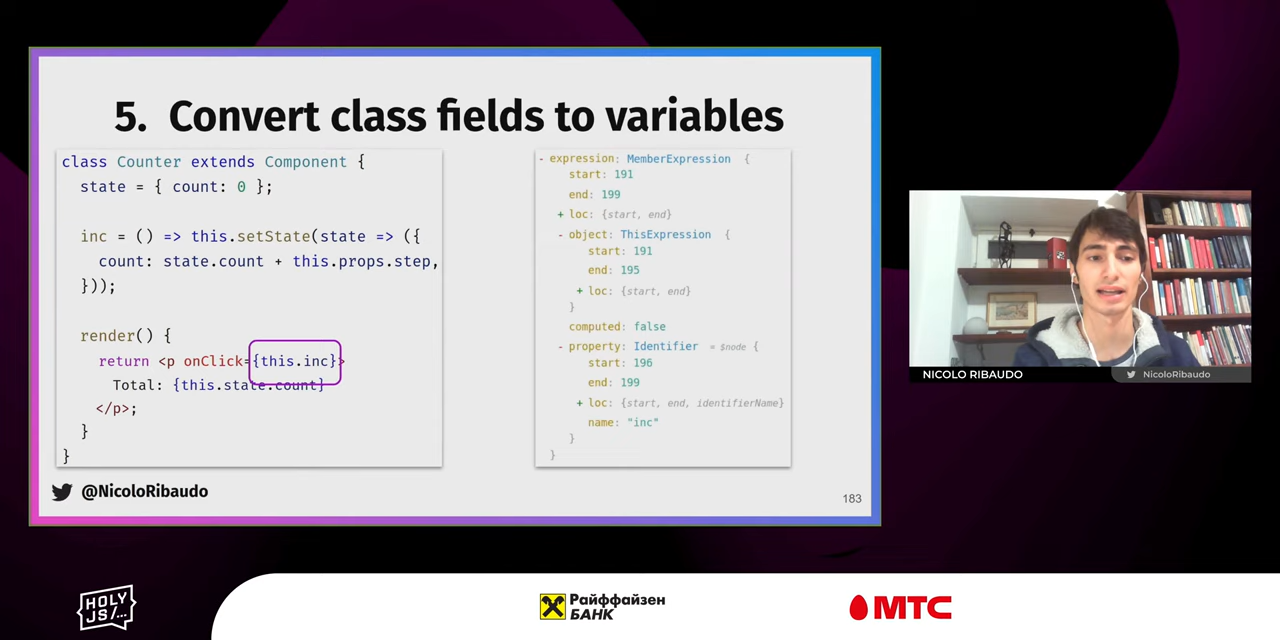 5. Convert class fields to variables
class Counter extends Component {
state = { count: 0 };
inc = () => this.setState(state => ({
count: state.count + this.props.step,
}));
render() {
return <p onClick={this.inc}>
Total: {this.state.count}
</p>;
}
}
- expression: MemberExpression {
start: 191
end: 199
+ loc: {start, end}
- object: ThisExpression {
start: 191
end: 195
+ loc: {start, end}
}
computed: false
- property: Identifier = $node {
start: 196
end: 199
+ loc: {start, end, identifierName}
name: "inc"
}
}
@NicoloRibaudo
183
NICOLO RIBAUDO
NicoloRibaudo
HOLY
JS/...
Райффайзен
БАНК
МТС